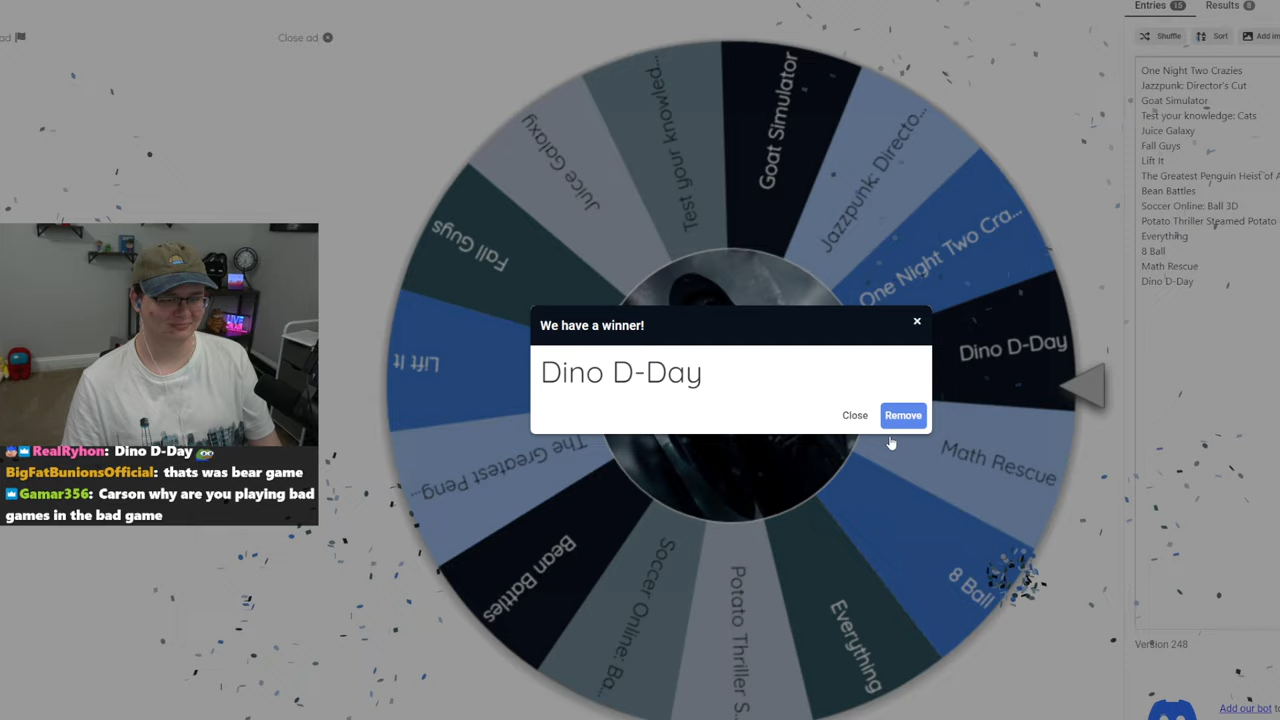 ad
Close ad
Entries 15
Results
Shuffle
Sort
Add im
One Night Two Crazies
Jazzpunk: Director's Cut
Goat Simulator
Test your knowledge: Cats
Juice Galaxy
Fall Guys
Lift It
The Greatest Penguin Heist of A
Bean Battles
Soccer Online: Ball 3D
Potato Thriller Steamed Potato
Everything
8 Ball
Math Rescue
Dino D-Day
Goat Simulator
Jazzpunk: Directo...
One Night Two Cra...
Dino D-Day
Math Rescue
8 Ball
Everything
Potato Thriller S...
Soccer Online: Ba...
Bean Battles
The Greatest Peng...
Lift It
Fall Guys
Juice Galaxy
Test your knowled...
We have a winner!
×
Dino D-Day
Close
Remove
RealRyhon: Dino D-Day
BigFatBunionsOfficial: thats was bear game
Gamar356: Carson why are you playing bad
games in the bad game
Version 248
Add our bot to